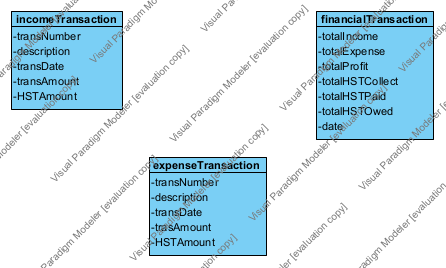 incomeTransaction
-transNumber
-description
-transDate
-transAmount
-HSTAmount
financialTransaction
-totalIncome
-totalExpense
-totalProfit
-totalHSTCollect
-totalHSTPaid
-totalHSTOwed
-date
expenseTransaction
-transNumber
-description
-transDate
-trasAmount
-HSTAmount
Visual Paradigm Modeler [evaluation copy]